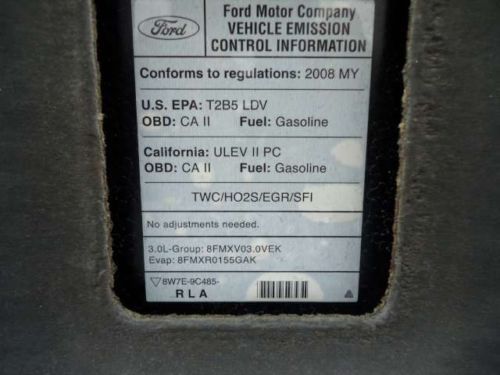 Ford
Ford Motor Company
VEHICLE EMISSION
CONTROL INFORMATION
Conforms to regulations: 2008 MY
U.S. EPA: T2B5 LDV
OBD: CA II Fuel: Gasoline
California: ULEV II PC
OBD: CA II Fuel: Gasoline
TWC/HO2S/EGR/SFI
No adjustments needed.
3.0L-Group: 8FMXV03.0VEK
Evap: 8FMXR0155GAK
8W7E-9C485-
R L A